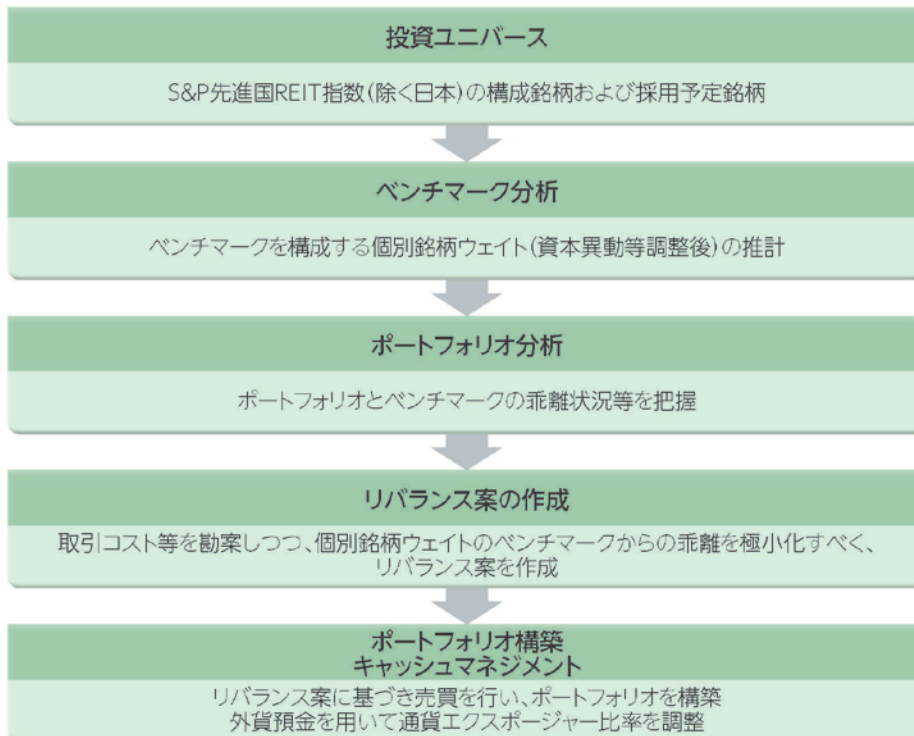 投資ユニバース
S&P先進国REIT指数(除く日本)の構成銘柄および採用予定銘柄
ベンチマーク分析
ベンチマークを構成する個別銘柄ウェイト(資本異動等調整後)の推計
ポートフォリオ分析
ポートフォリオとベンチマークの乖離状況等を把握
リバランス案の作成
取引コスト等を勘案しつつ、個別銘柄ウェイトのベンチマークからの乖離を極小化すべく、
リバランス案を作成
ポートフォリオ構築
キャッシュマネジメント
リバランス案に基づき売買を行い、ポートフォリオを構築
外貨預金を用いて通貨エクスポージャー比率を調整